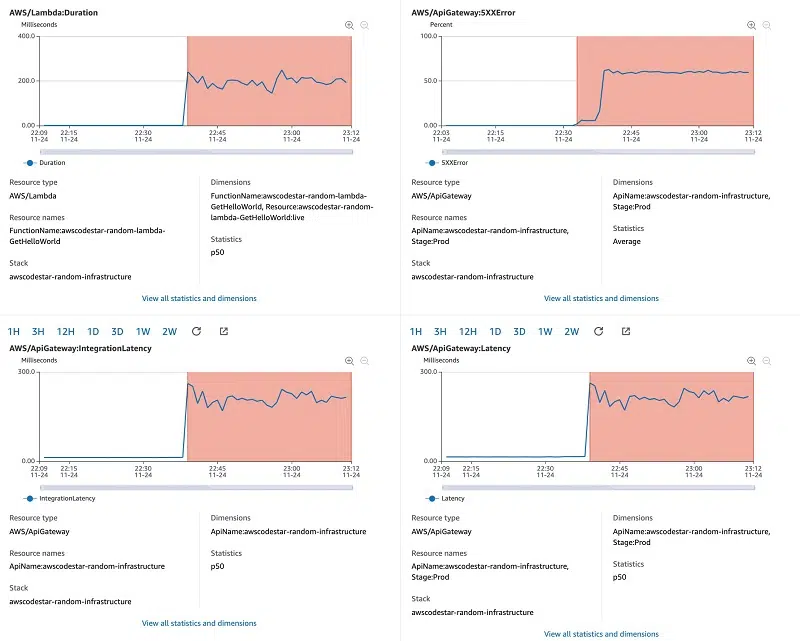 AWS/Lambda:Duration
Milliseconds
400.0
200.0
0.00
22:09 22:15 22:30 22:45 23:00 23:12
11-24 11-24 11-24 11-24 11-24 11-24
Duration
Resource type
AWS/Lambda
Resource names
FunctionName:awscodestar-random-lambda-
GetHelloWorld
Stack
awscodestar-random-infrastructure
Dimensions
FunctionName:awscodestar-random-lambda-
GetHelloWorld, Resource:awscodestar-random-
lambda-GetHelloWorld:live
Statistics
p50
View all statistics and dimensions
AWS/ApiGateway:5XXError
Percent
100.0
50.0
0.00
22:03 22:15 22:30 22:45 23:00 23:12
11-24 11-24 11-24 11-24 11-24 11-24
5XXError
Resource type
AWS/ApiGateway
Resource names
ApiName:awscodestar-random-infrastructure,
Stage:Prod
Stack
awscodestar-random-infrastructure
Dimensions
ApiName:awscodestar-random-infrastructure,
Stage:Prod
Statistics
Average
View all statistics and dimensions
1H 3H 12H 1D 3D 1W 2W
AWS/ApiGateway:IntegrationLatency
Milliseconds
300.0
0.00
22:09 22:15 22:30 22:45 23:00 23:12
11-24 11-24 11-24 11-24 11-24 11-24
IntegrationLatency
Resource type
AWS/ApiGateway
Resource names
ApiName:awscodestar-random-infrastructure
Stack
awscodestar-random-infrastructure
Dimensions
ApiName:awscodestar-random-infrastructure
Statistics
p50
View all statistics and dimensions
1H 3H 12H 1D 3D 1W 2W
AWS/ApiGateway:Latency
Milliseconds
300.0
0.00
22:09 22:15 22:30 22:45 23:00 23:12
11-24 11-24 11-24 11-24 11-24 11-24
Latency
Resource type
AWS/ApiGateway
Resource names
ApiName:awscodestar-random-infrastructure,
Stage:Prod
Stack
awscodestar-random-infrastructure
Dimensions
ApiName:awscodestar-random-infrastructure,
Stage:Prod
Statistics
p50
View all statistics and dimensions